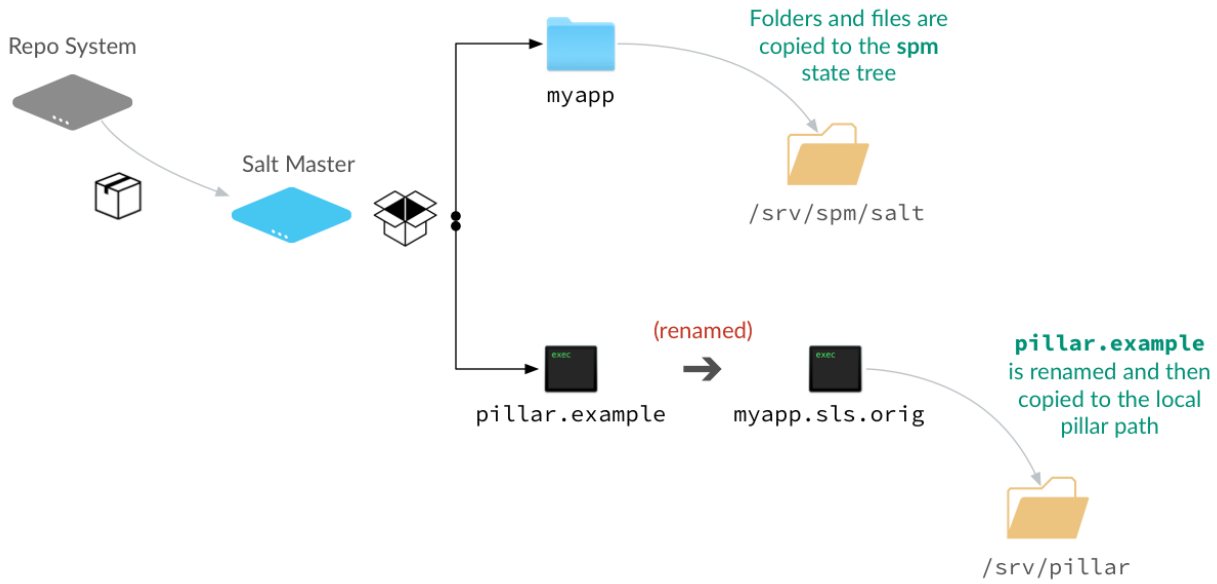 Repo System
Salt Master
myapp
Folders and files are
copied to the spm
state tree
/srv/spm/salt
exec
pillar.example
(renamed)
exec
myapp.sls.orig
pillar.example
is renamed and then
copied to the local
pillar path
/srv/pillar